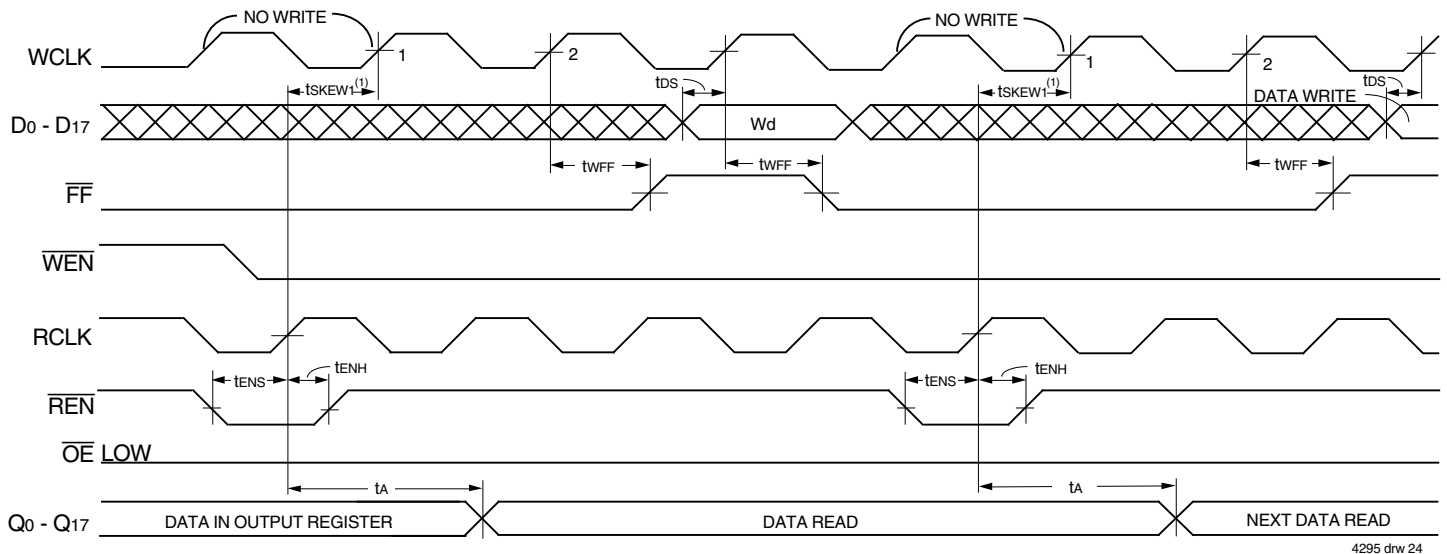 NO WRITE NO WRITE
WCLK 1 2 1 2
tSKEW1(1) tDS tSKEW1(1) tDS
DATA WRITE
D0 - D17 Wd
tWFF tWFF tWFF
FF
WEN
RCLK
tENS tENH tENS tENH
REN
OE LOW
tA tA
Q0 - Q17 DATA IN OUTPUT REGISTER DATA READ NEXT DATA READ
4295 drw 24